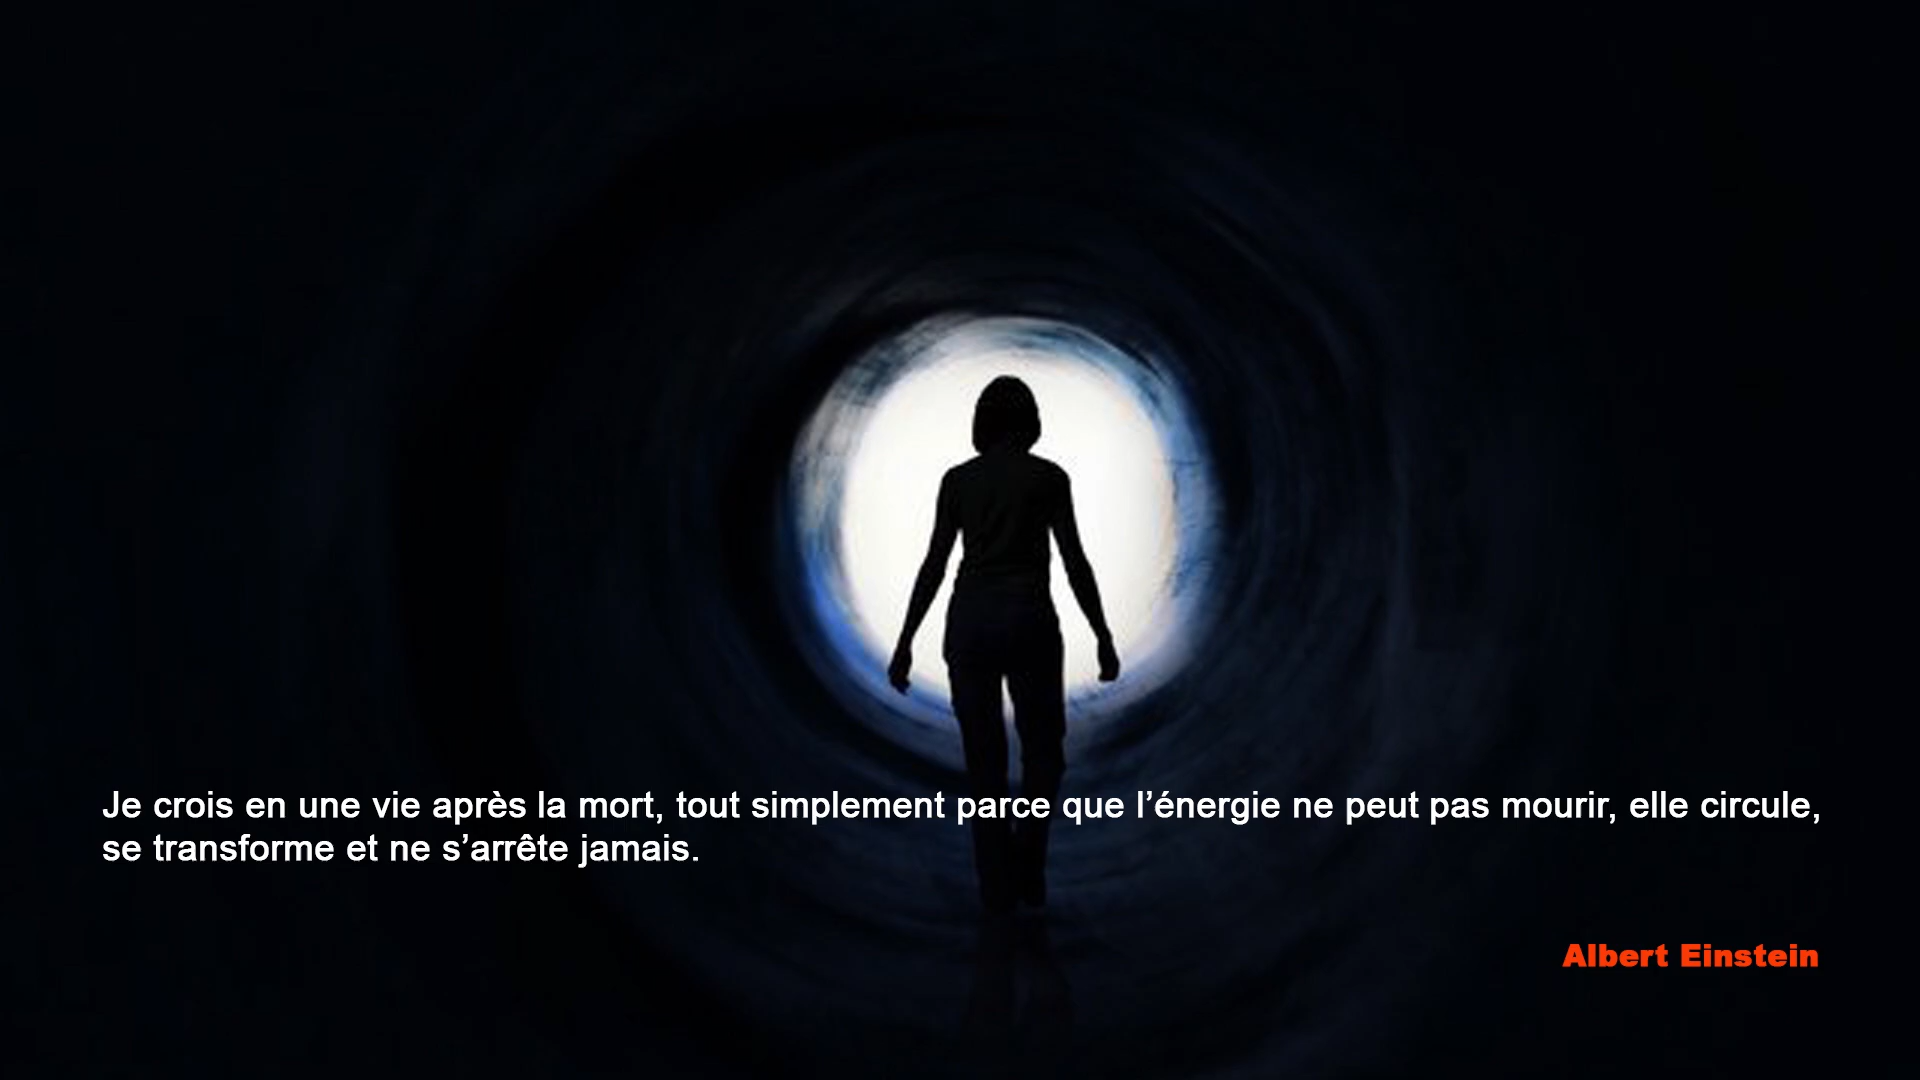 Je crois en une vie après la mort, tout simplement parce que l’énergie ne peut pas mourir, elle circule,
se transforme et ne s’arrête jamais.
Albert Einstein